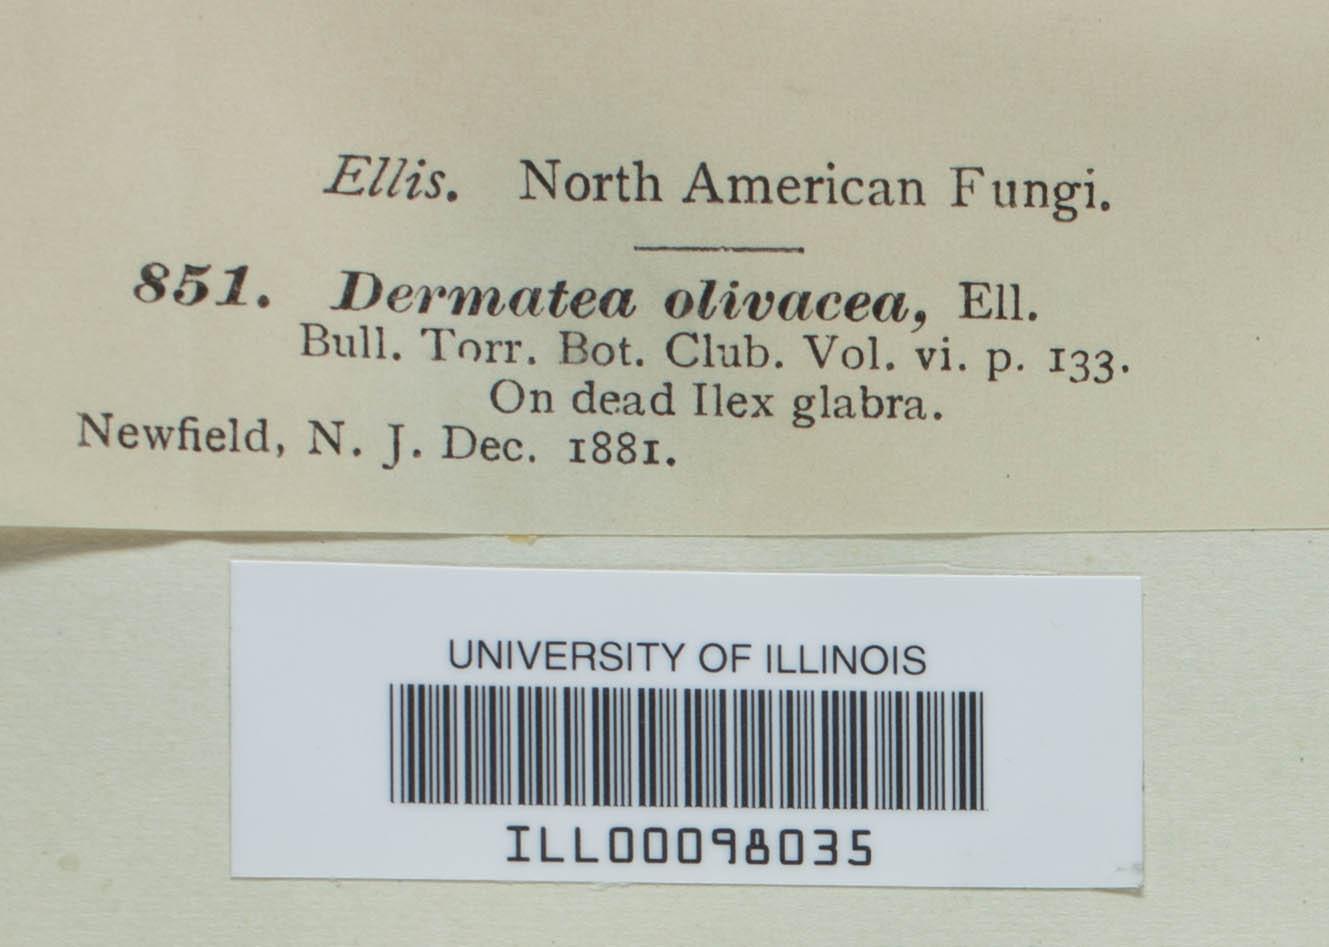 Ellis. North American Fungi.
851. Dermatea olivacea, Ell.
Bull. Torr. Bot. Club. Vol. vi. p. 133.
On dead Ilex glabra.
Newfield, N. J. Dec. 1881.
UNIVERSITY OF ILLINOIS
ILL00098035